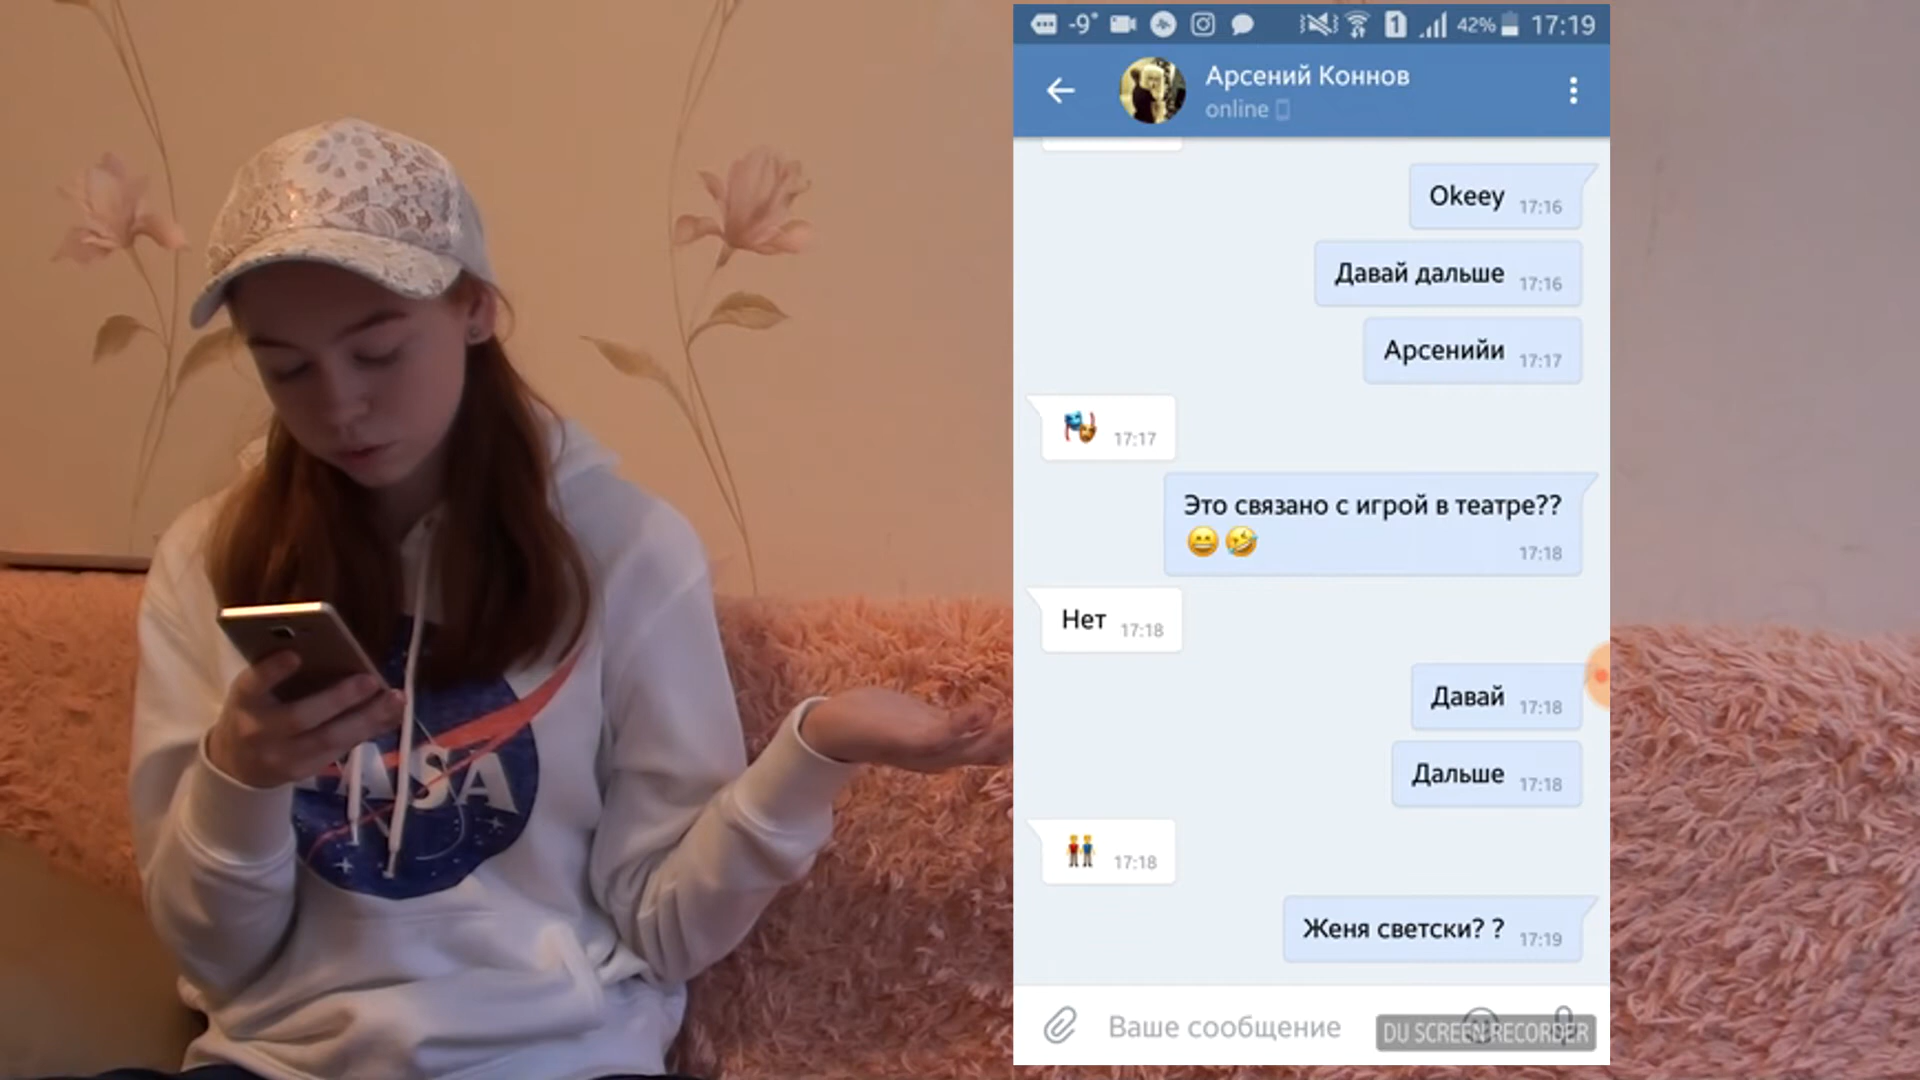 -9°
1
42%
17:19
Арсений Коннов
online
Okeey 17:16
Давай дальше 17:16
Арсенийи 17:17
17:17
Это связано с игрой в театре??
17:18
Нет 17:18
Давай 17:18
Дальше 17:18
17:18
Женя светски? ? 17:19
Ваше сообщение
DU SCREEN RECORDER
NASA